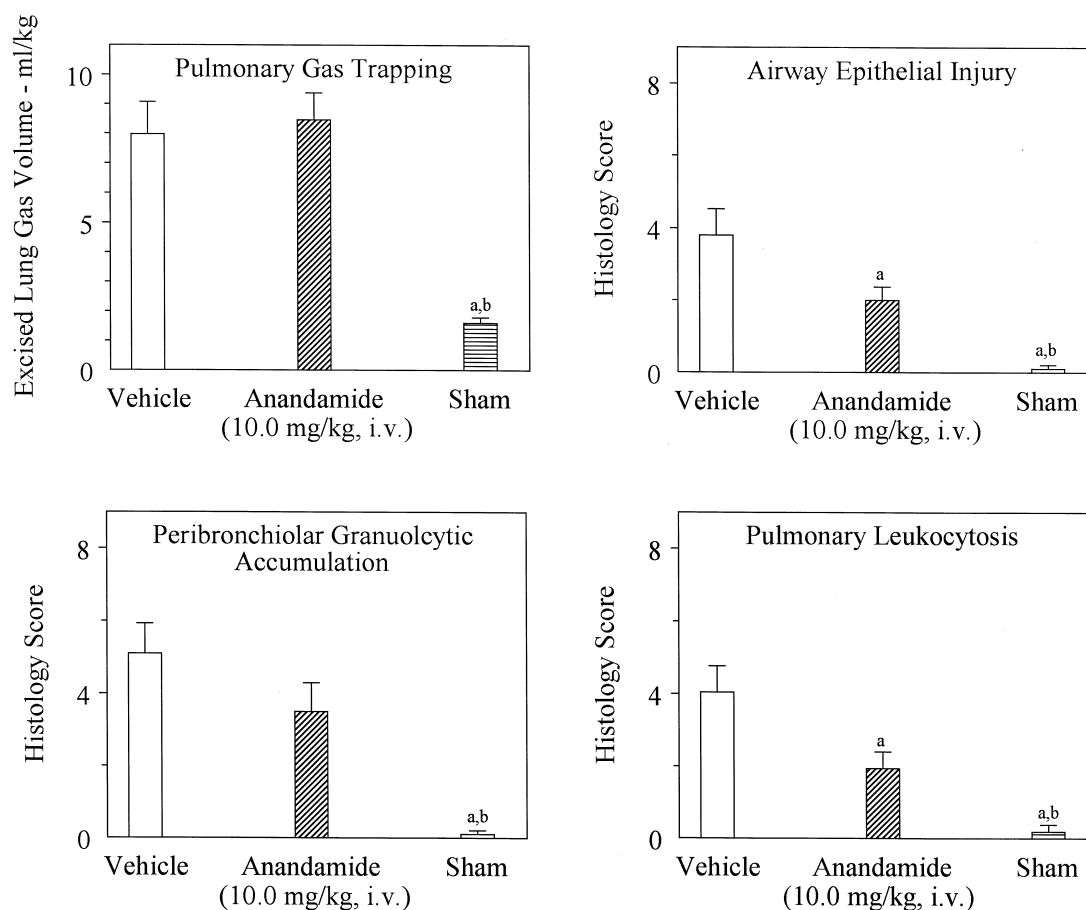 Pulmonary Gas Trapping
Excised Lung Gas Volume - ml/kg
10
5
0
a,b
Vehicle
Anandamide
(10.0 mg/kg, i.v.)
Sham
Airway Epithelial Injury
Histology Score
8
4
0
a
a,b
Vehicle
Anandamide
(10.0 mg/kg, i.v.)
Sham
Peribronchiolar Granuolcytic
Accumulation
Histology Score
8
4
0
a,b
Vehicle
Anandamide
(10.0 mg/kg, i.v.)
Sham
Pulmonary Leukocytosis
Histology Score
8
4
0
a
a,b
Vehicle
Anandamide
(10.0 mg/kg, i.v.)
Sham